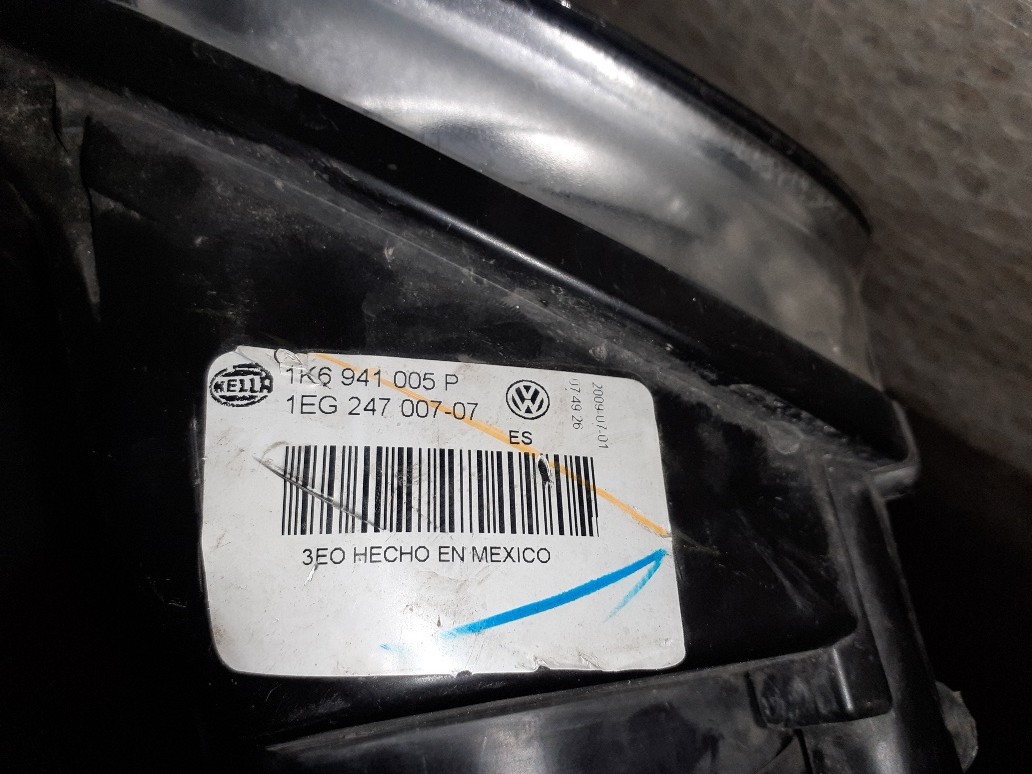 HELLA
1K6 941 005 P
1EG 247 007-07
ES
2009-07-01
07 49 26
3EO HECHO EN MEXICO